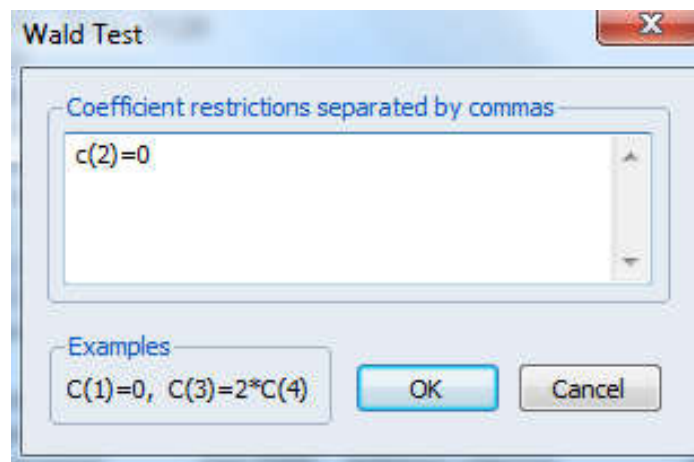 Wald Test
Coefficient restrictions separated by commas
c(2)=0
Examples
C(1)=0, C(3)=2*C(4)
OK
Cancel